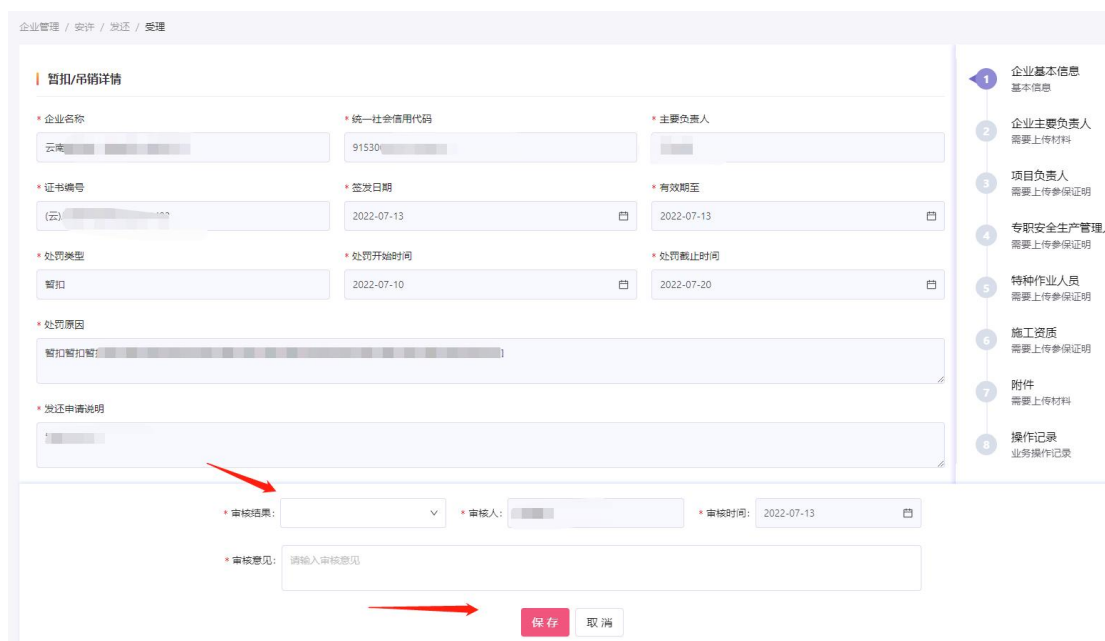 企业管理 / 安许 / 发还 / 受理
暂扣/吊销详情
* 企业名称
云南
* 统一社会信用代码
91530
* 主要负责人
* 证书编号
(云)
* 签发日期
2022-07-13
* 有效期至
2022-07-13
* 处罚类型
暂扣
* 处罚开始时间
2022-07-10
* 处罚截止时间
2022-07-20
* 处罚原因
暂扣暂扣暂
* 发还申请说明
* 审核结果:
* 审核人:
* 审核时间: 2022-07-13
* 审核意见: 请输入审核意见
保存 取消
1 企业基本信息
基本信息
2 企业主要负责人
需要上传材料
3 项目负责人
需要上传参保证明
4 专职安全生产管理
需要上传参保证明
5 特种作业人员
需要上传参保证明
6 施工资质
需要上传参保证明
7 附件
需要上传材料
8 操作记录
业务操作记录